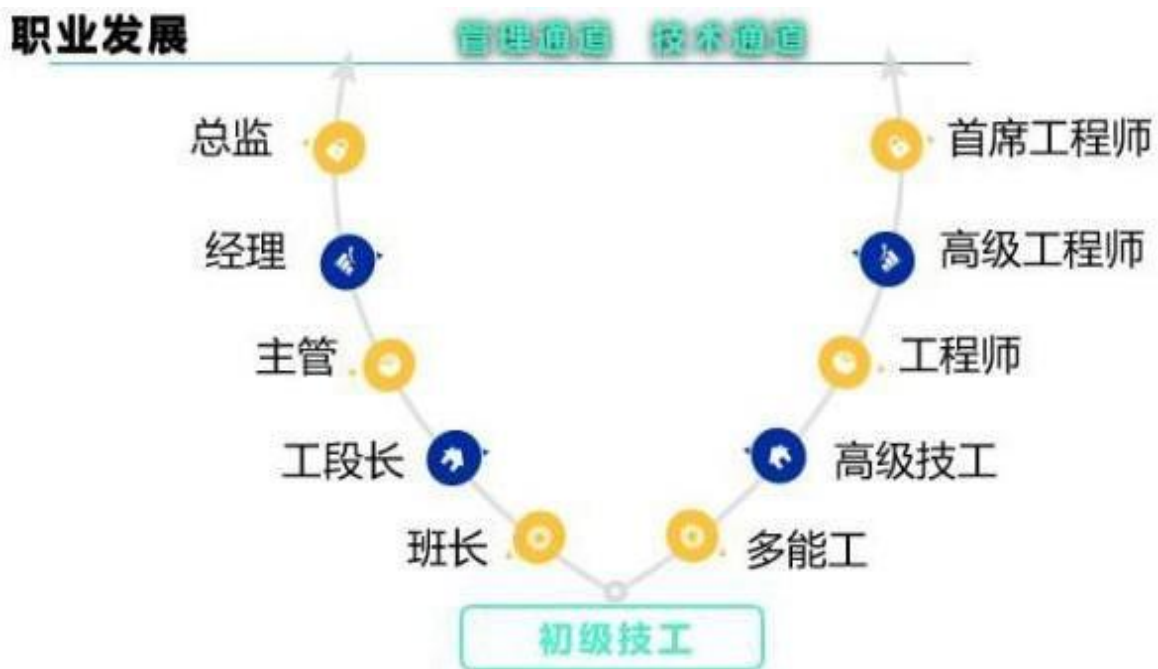 职业发展
管理通道 技术通道
总监
首席工程师
经理
高级工程师
主管
工程师
工段长
高级技工
班长
多能工
初级技工